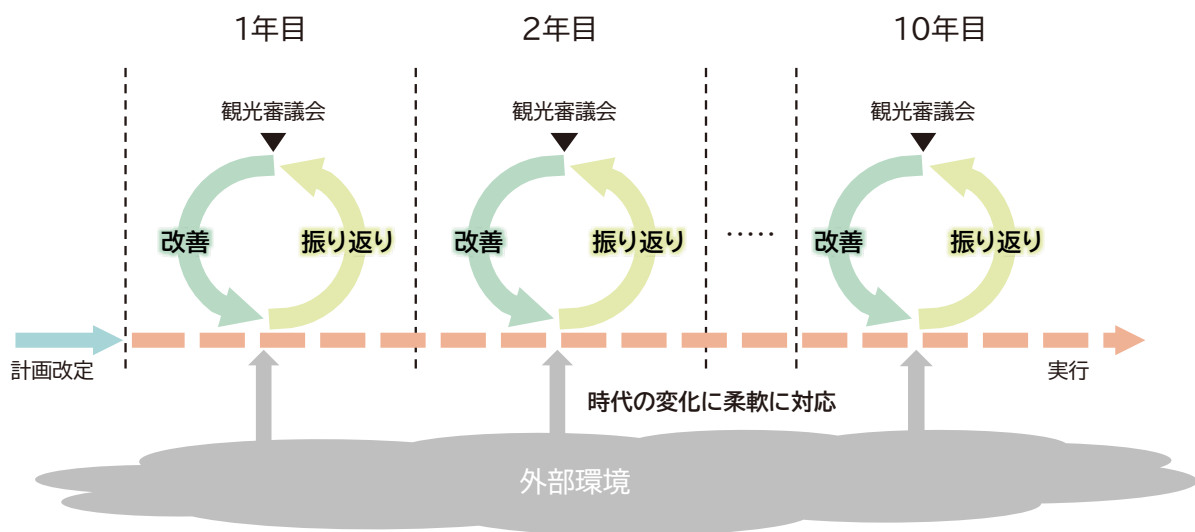 1年目
2年目
10年目
観光審議会
観光審議会
観光審議会
改善
振り返り
改善
振り返り
・・・・・
改善
振り返り
計画改定
実行
時代の変化に柔軟に対応
外部環境